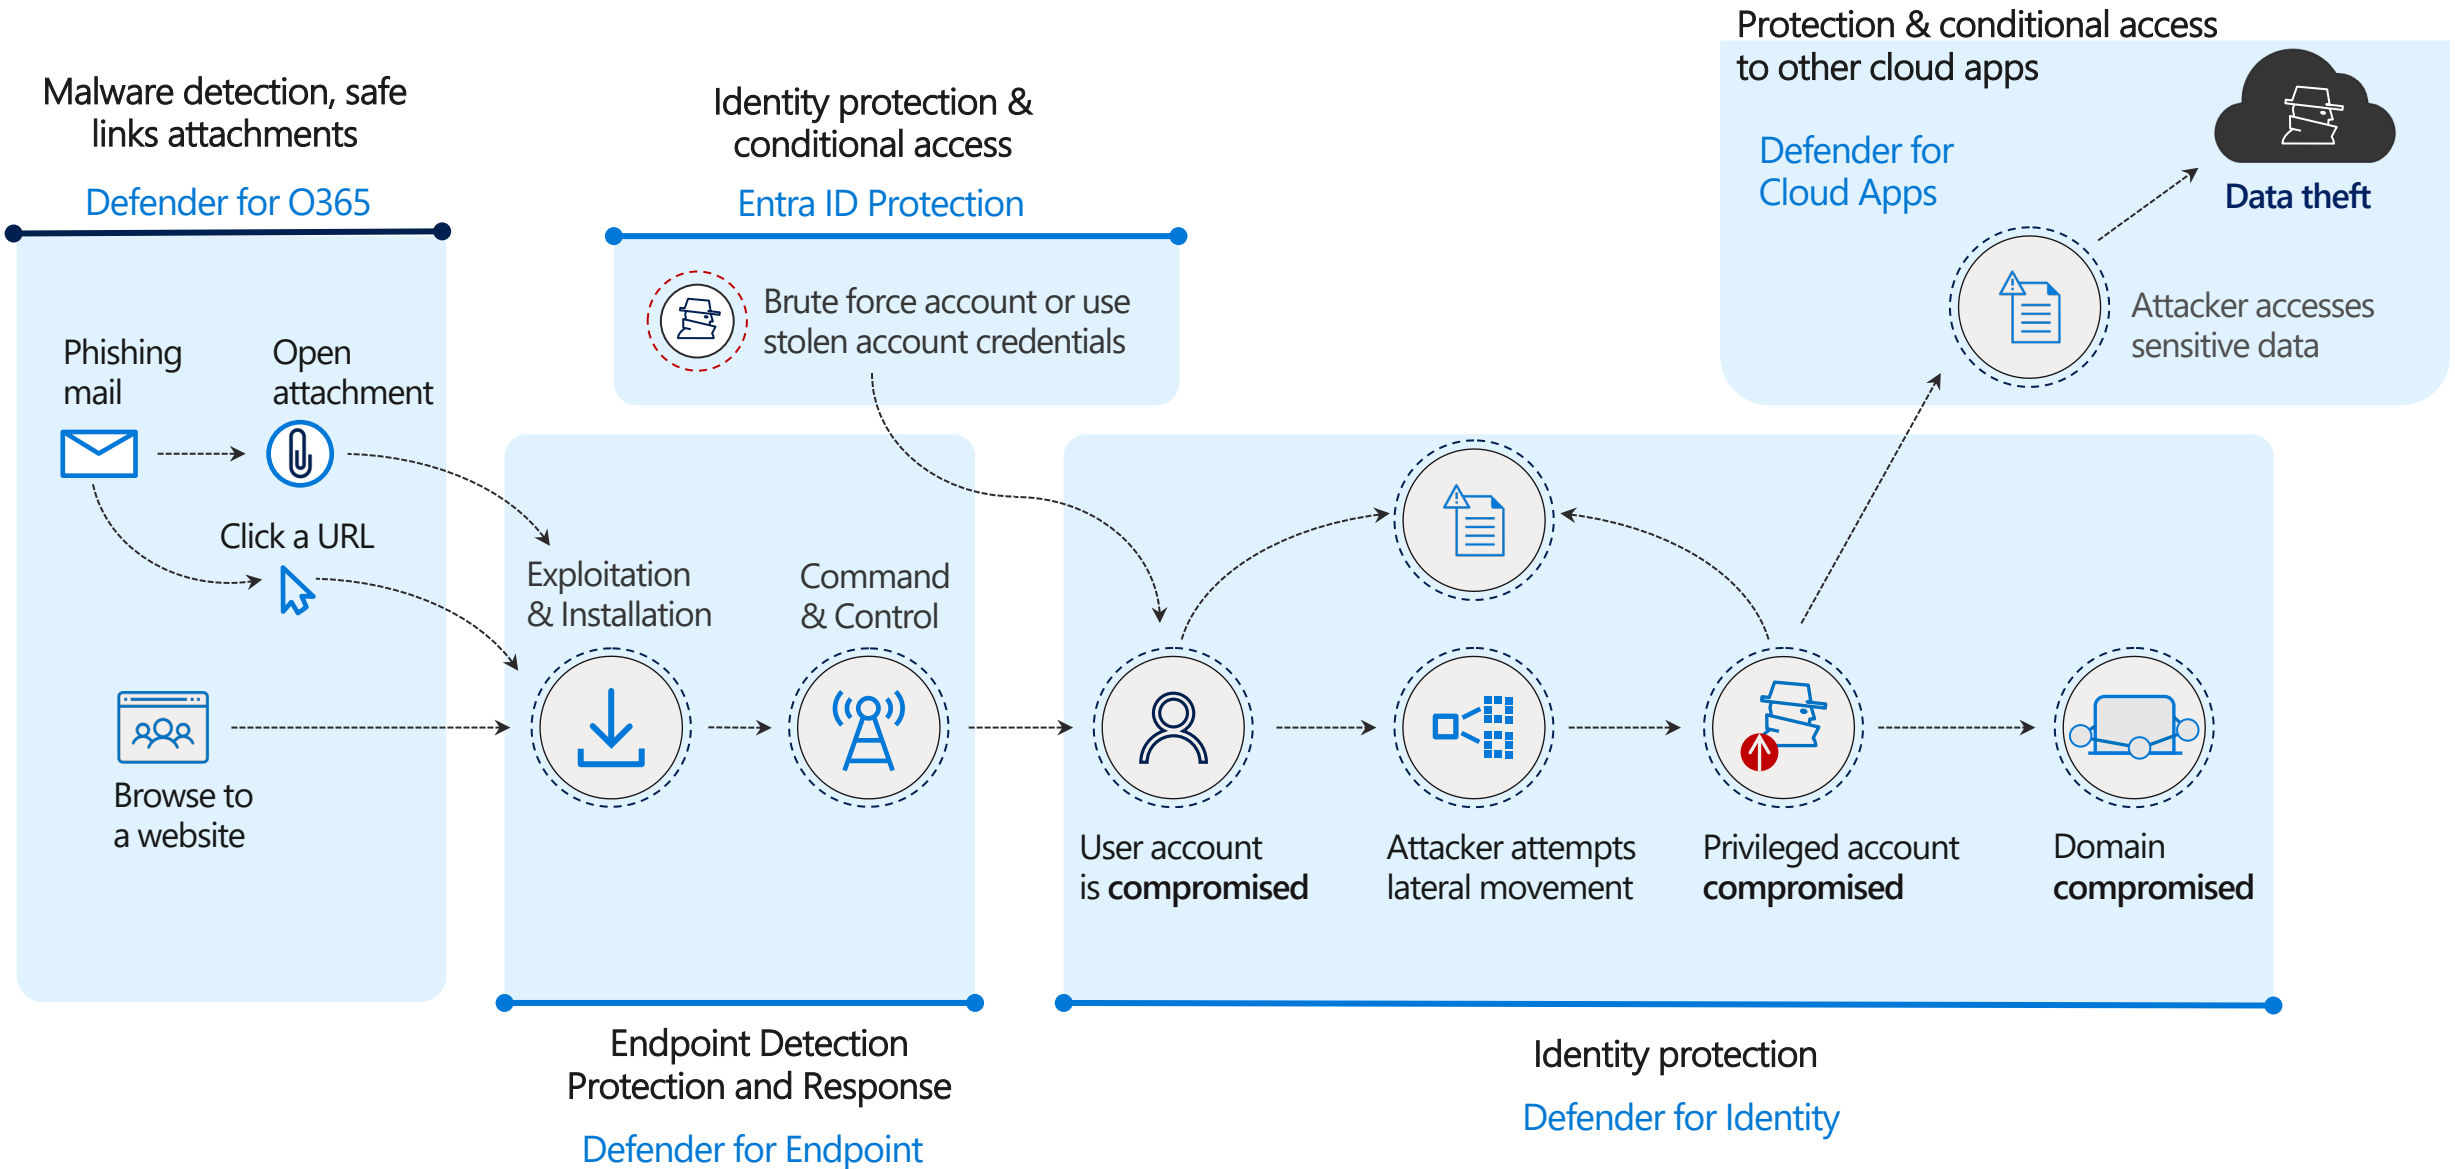 Malware detection, safe
links attachments
Defender for O365
Phishing
mail
Open
attachment
Click a URL
Browse to
a website
Identity protection &
conditional access
Entra ID Protection
Brute force account or use
stolen account credentials
Exploitation
& Installation
Command
& Control
Endpoint Detection
Protection and Response
Defender for Endpoint
Protection & conditional access
to other cloud apps
Defender for
Cloud Apps
Data theft
Attacker accesses
sensitive data
User account
is compromised
Attacker attempts
lateral movement
Privileged account
compromised
Domain
compromised
Identity protection
Defender for Identity